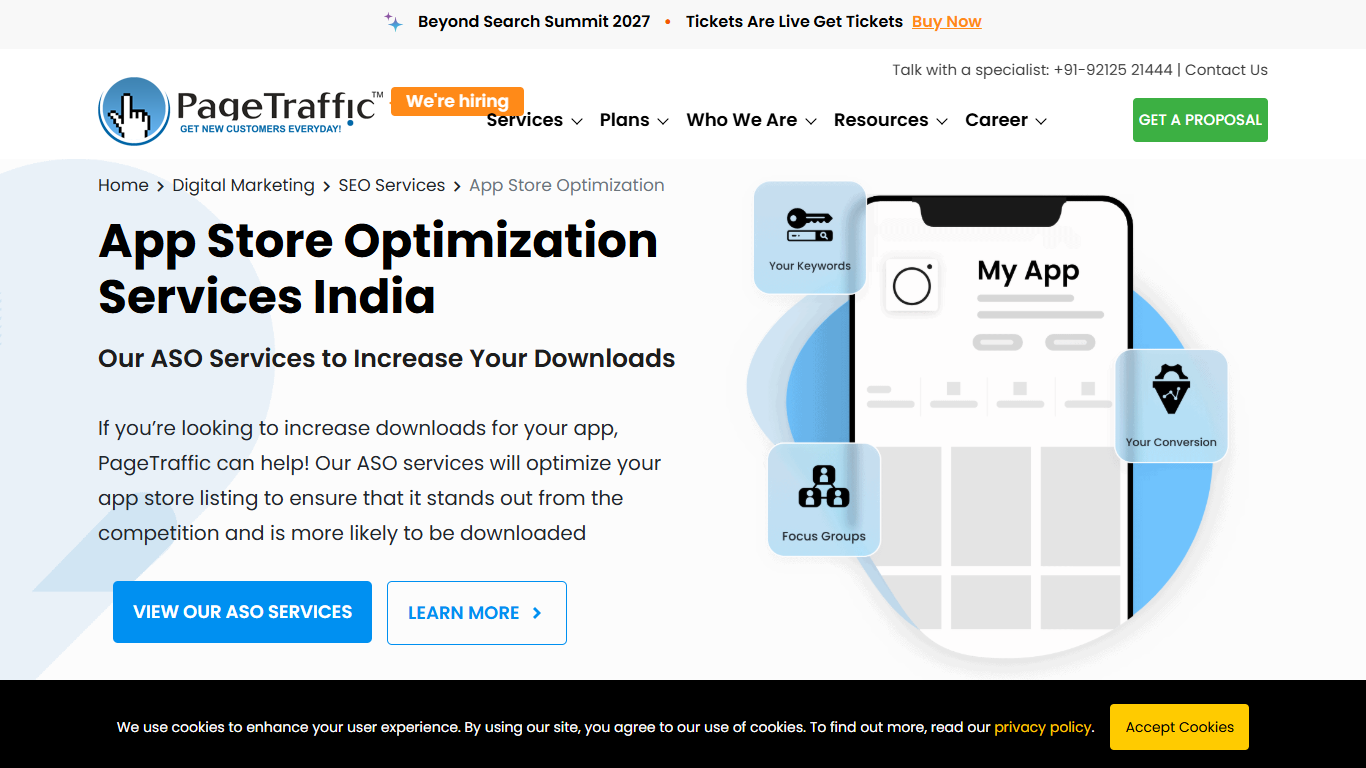 Beyond Search Summit 2027 • Tickets Are Live Get Tickets Buy Now
Talk with a specialist: +91-92125 21444 | Contact Us
PageTraffic™
GET NEW CUSTOMERS EVERYDAY!
We're hiring
Services Plans Who We Are Resources Career
GET A PROPOSAL
Home > Digital Marketing > SEO Services > App Store Optimization
App Store Optimization
Services India
Our ASO Services to Increase Your Downloads
If you’re looking to increase downloads for your app,
PageTraffic can help! Our ASO services will optimize your
app store listing to ensure that it stands out from the
competition and is more likely to be downloaded
VIEW OUR ASO SERVICES
LEARN MORE >
Your Keywords
My App
Your Conversion
Focus Groups
We use cookies to enhance your user experience. By using our site, you agree to our use of cookies. To find out more, read our privacy policy.
Accept Cookies